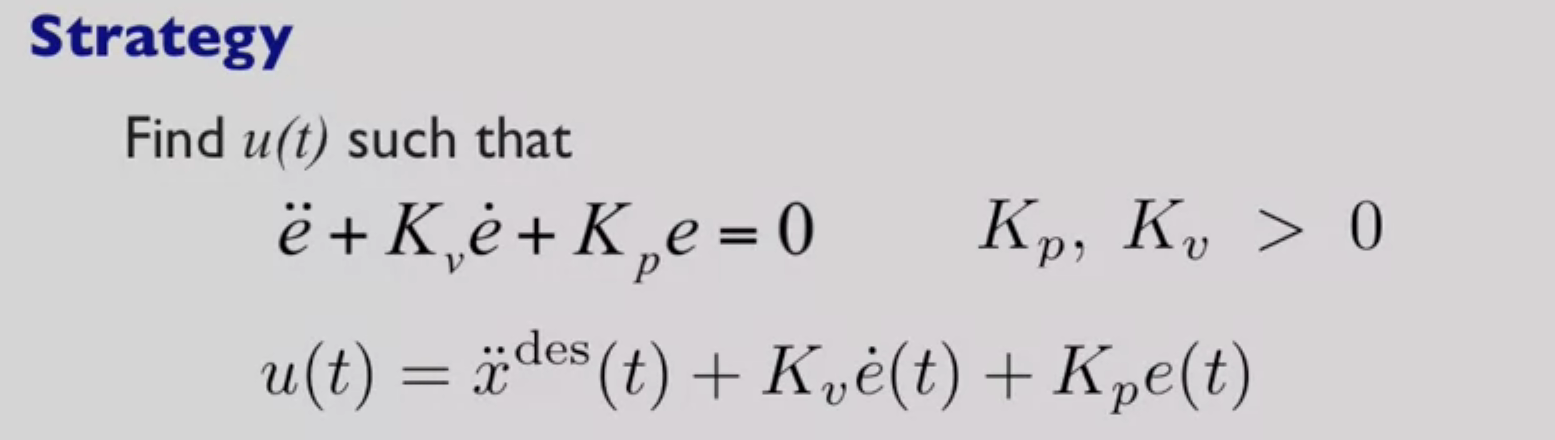 Strategy
Find u(t) such that
ë + K_v ė + K_p e = 0 K_p, K_v > 0
u(t) = ẍ^des(t) + K_v ė(t) + K_p e(t)